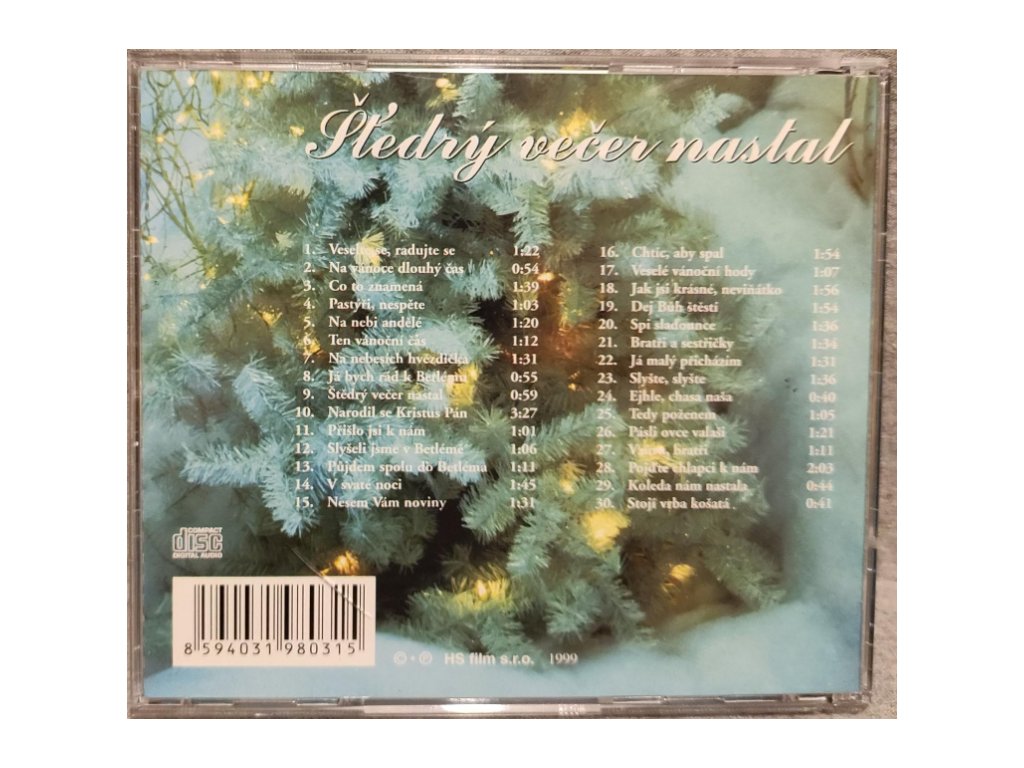 Štědrý večer nastal
1. Veselte se, radujte se 1:22
2. Na vánoce dlouhý čas 0:54
3. Co to znamená 1:39
4. Pastýři, nespěte 1:03
5. Na nebi andělé 1:20
6. Ten vánoční čás 1:12
7. Na nebesích hvězdička 1:31
8. Já bych rád k Betlému 0:55
9. Štědrý večer nastal 0:59
10. Narodil se Kristus Pán 3:27
11. Přišlo jsi k nám 1:01
12. Slyšeli jsme v Betlémě 1:06
13. Půjdem spolu do Betléma 1:11
14. V svaté noci 1:45
15. Nesem Vám noviny 1:31
16. Chtíc, aby spal 1:54
17. Veselé vánoční hody 1:07
18. Jak jsi krásné, neviňátko 1:56
19. Dej Bůh štěstí 1:54
20. Spi slaďounce 1:36
21. Bratři a sestřičky 1:34
22. Já malý přicházím 1:31
23. Slyšte, slyšte 1:36
24. Ejhle, chasa naša 0:40
25. Tedy poženem 1:05
26. Pásli ovce valaši 1:21
27. bratři 1:11
28. Pojďte chlapci k nám 2:03
29. Koleda nám nastala 0:44
30. Stojí vrba košatá 0:41
COMPACT
disc
DIGITAL AUDIO
8 594031 980315
© • ℗ HS film s.r.o. 1999